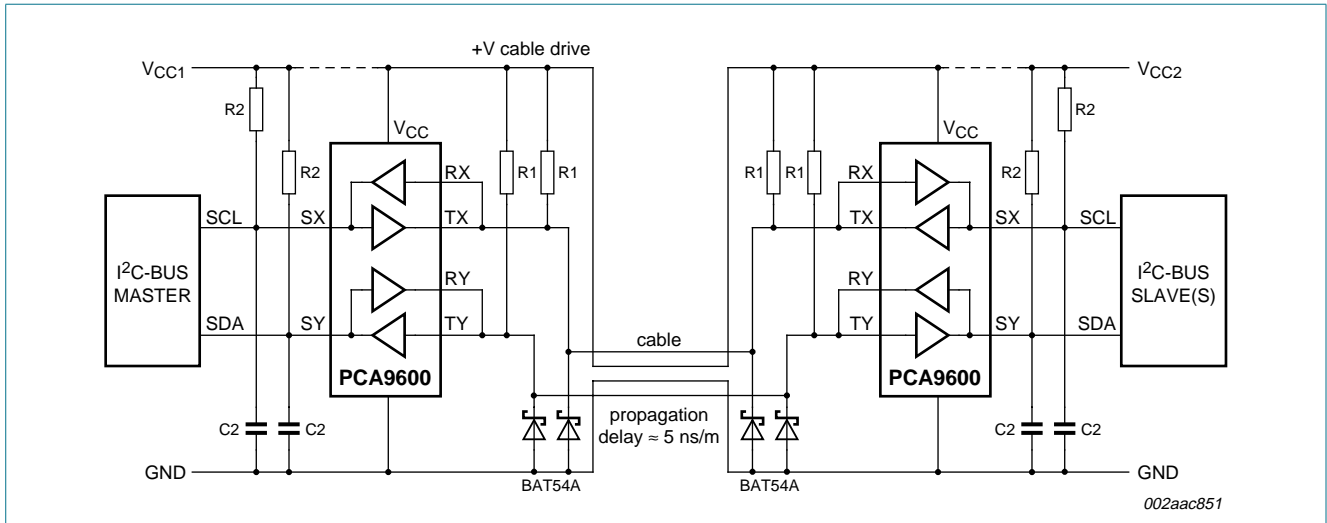 +V cable drive
VCC1
VCC2
R2
R2
VCC
R1
R1
RX
TX
RY
TY
SX
SY
SCL
SDA
I²C-BUS
MASTER
PCA9600
C2
C2
GND
cable
propagation
delay ≈ 5 ns/m
BAT54A
BAT54A
R1
R1
VCC
RX
TX
RY
TY
SX
SY
R2
R2
SCL
SDA
I²C-BUS
SLAVE(S)
PCA9600
C2
C2
GND
002aac851